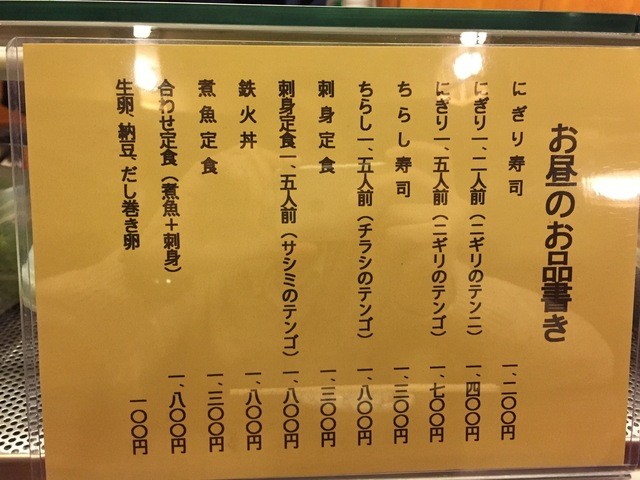 お昼のお品書き
にぎり寿司 一、二〇〇円
にぎり一、二人前（ニギリのテンニ） 一、四〇〇円
にぎり一、五人前（ニギリのテンゴ） 一、七〇〇円
ちらし寿司 一、三〇〇円
ちらし一、五人前（チラシのテンゴ） 一、八〇〇円
刺身定食 一、三〇〇円
刺身定食一、五人前（サシミのテンゴ） 一、八〇〇円
鉄火丼 一、八〇〇円
煮魚定食 一、三〇〇円
合わせ定食（煮魚＋刺身） 一、八〇〇円
生卵、納豆、だし巻き卵 一〇〇円